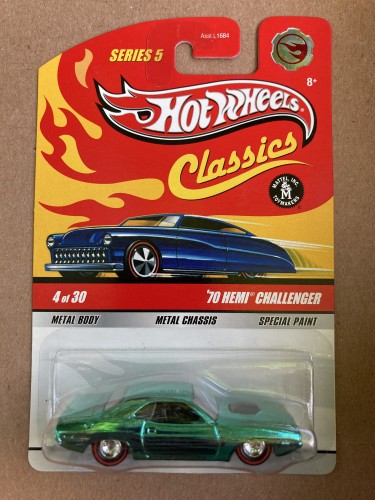 Asst.L1684
SERIES 5
8+
HOT WHEELS
Classics
MATTEL, INC.
M
TOYMAKERS
4 of 30
'70 HEMI® CHALLENGER
METAL BODY
METAL CHASSIS
SPECIAL PAINT